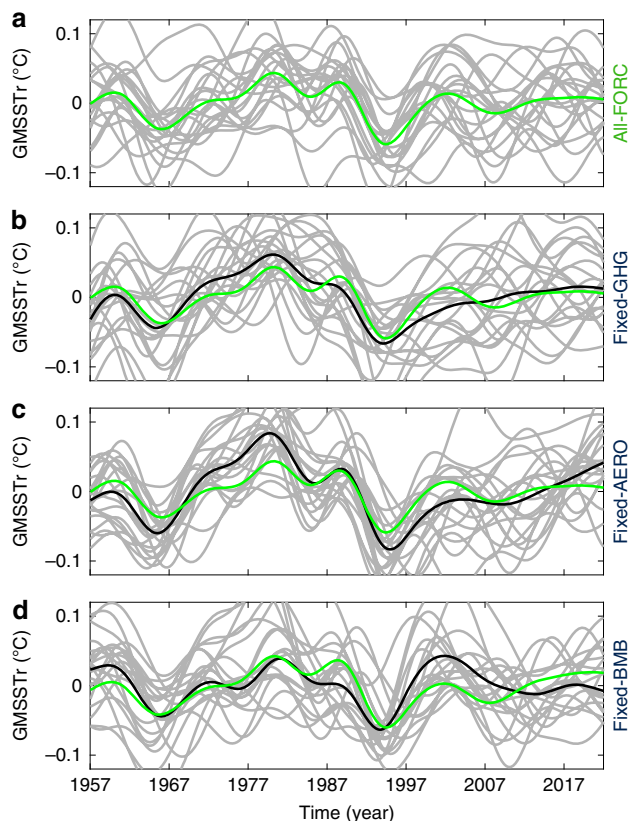 a
0.1
0
−0.1
GMSSTr (°C)
All-FORC
b
0.1
0
−0.1
GMSSTr (°C)
Fixed-GHG
c
0.1
0
−0.1
GMSSTr (°C)
Fixed-AERO
d
0.1
0
−0.1
GMSSTr (°C)
Fixed-BMB
1957 1967 1977 1987 1997 2007 2017
Time (year)